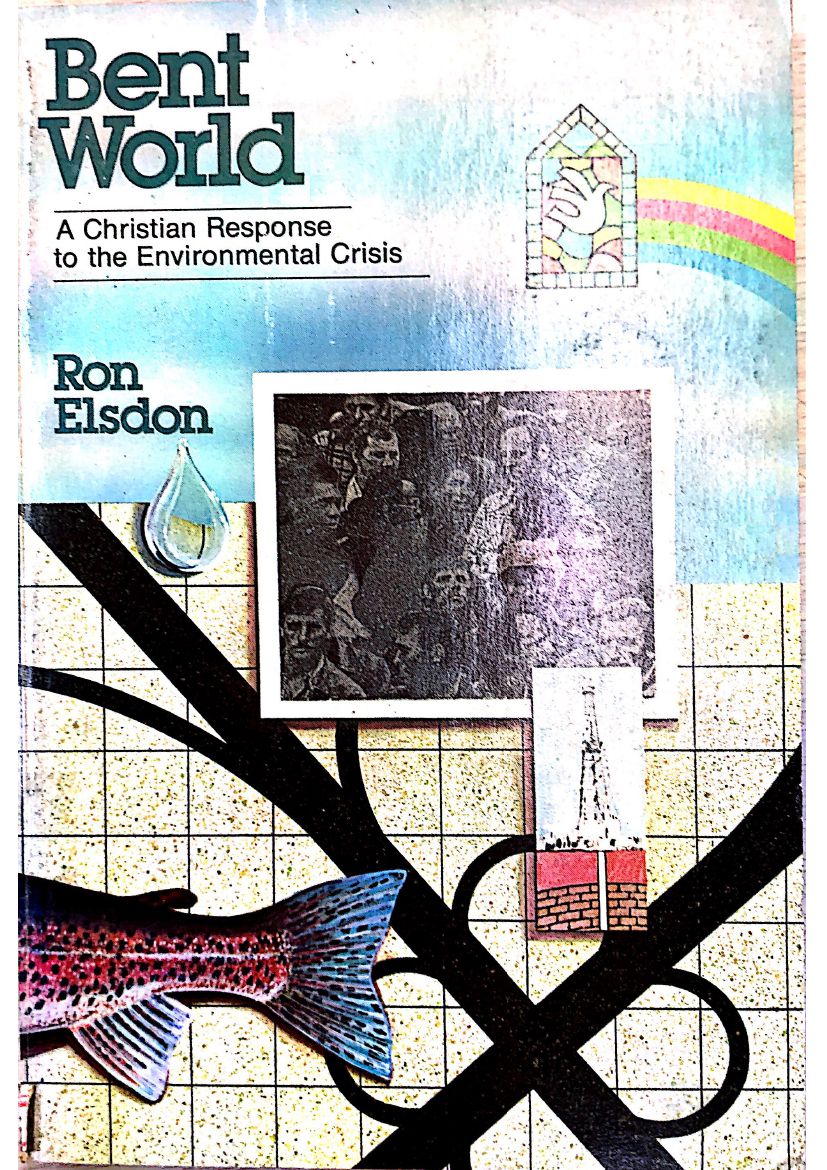 Bent
World
A Christian Response
to the Environmental Crisis
Ron
Elsdon